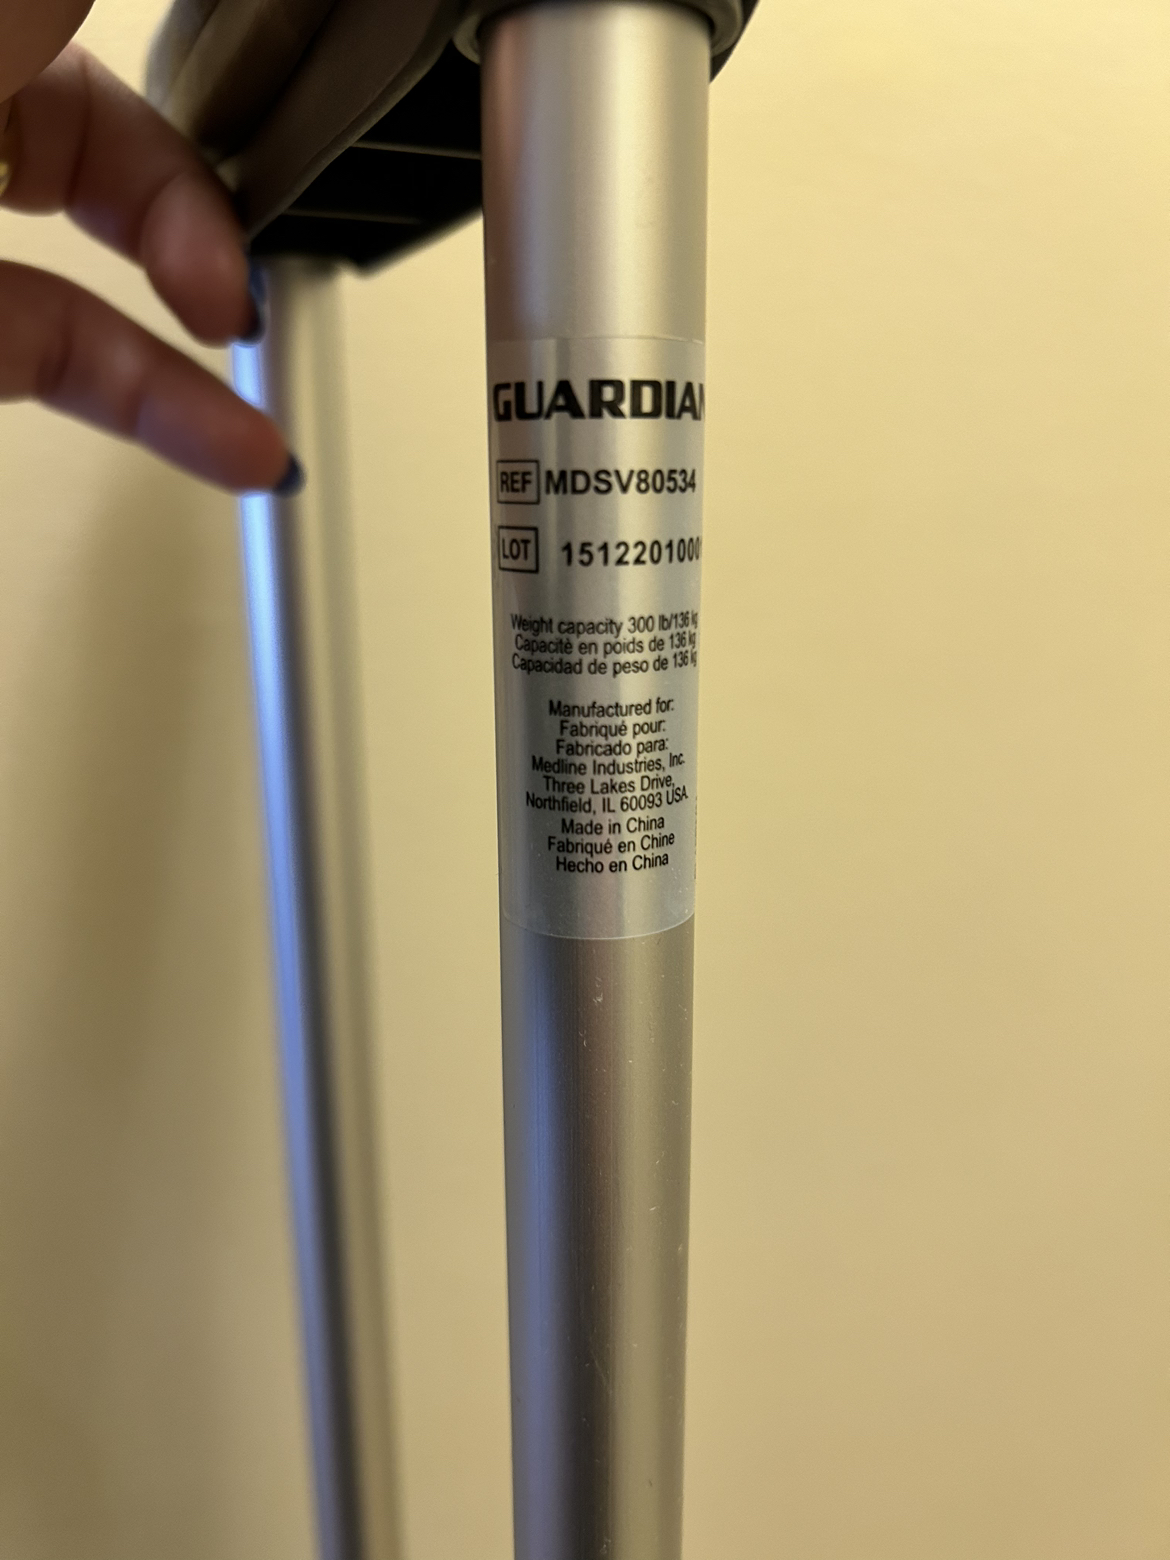 GUARDIAN
REF MDSV80534
LOT 1512201000
Weight capacity 300 lb/136 kg
Capacitè en poids de 136 kg
Capacidad de peso de 136 kg
Manufactured for:
Fabriqué pour:
Fabricado para:
Medline Industries, Inc.
Three Lakes Drive,
Northfield, IL 60093 USA
Made in China
Fabriqué en Chine
Hecho en China